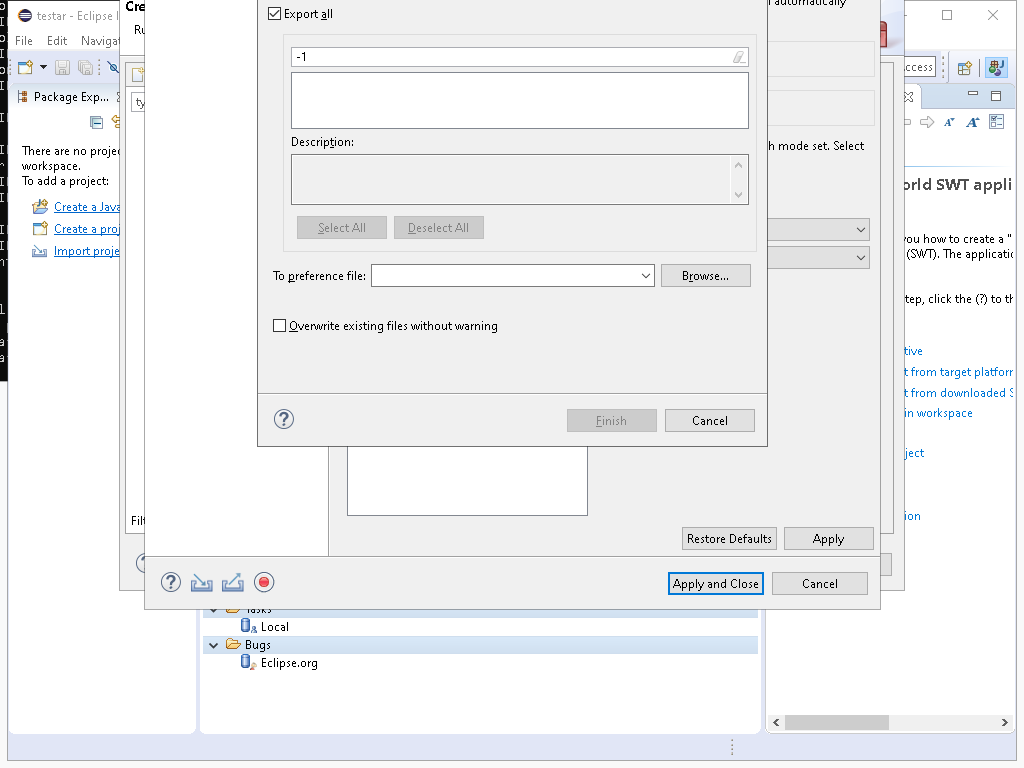 testar - Eclipse I
Cre
automatically
File Edit Navigat
Ru
Export all
-1
ccess
Package Exp...
ty
Description:
h mode set. Select
There are no projec
workspace.
To add a project:
Create a Java
Create a proj
Import proje
orld SWT appli
Select All Deselect All
you how to create a "
(SWT). The applicatio
To preference file:
Browse...
tep, click the (?) to th
Overwrite existing files without warning
tive
t from target platforr
t from downloaded S
in workspace
Finish Cancel
ject
Filt
ion
Restore Defaults Apply
Apply and Close Cancel
Tasks
Local
Bugs
Eclipse.org